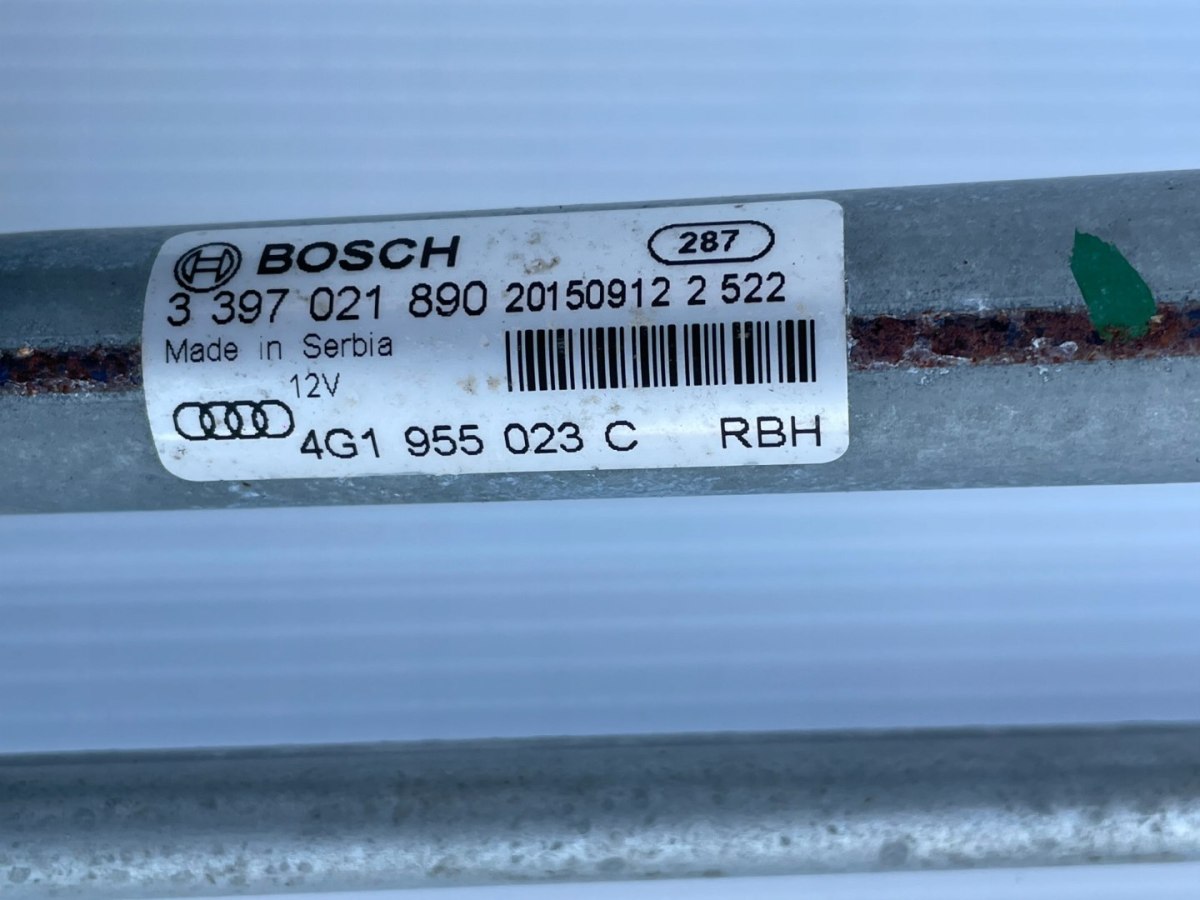 BOSCH 287
3 397 021 890 20150912 2 522
Made in Serbia
12V
4G1 955 023 C RBH